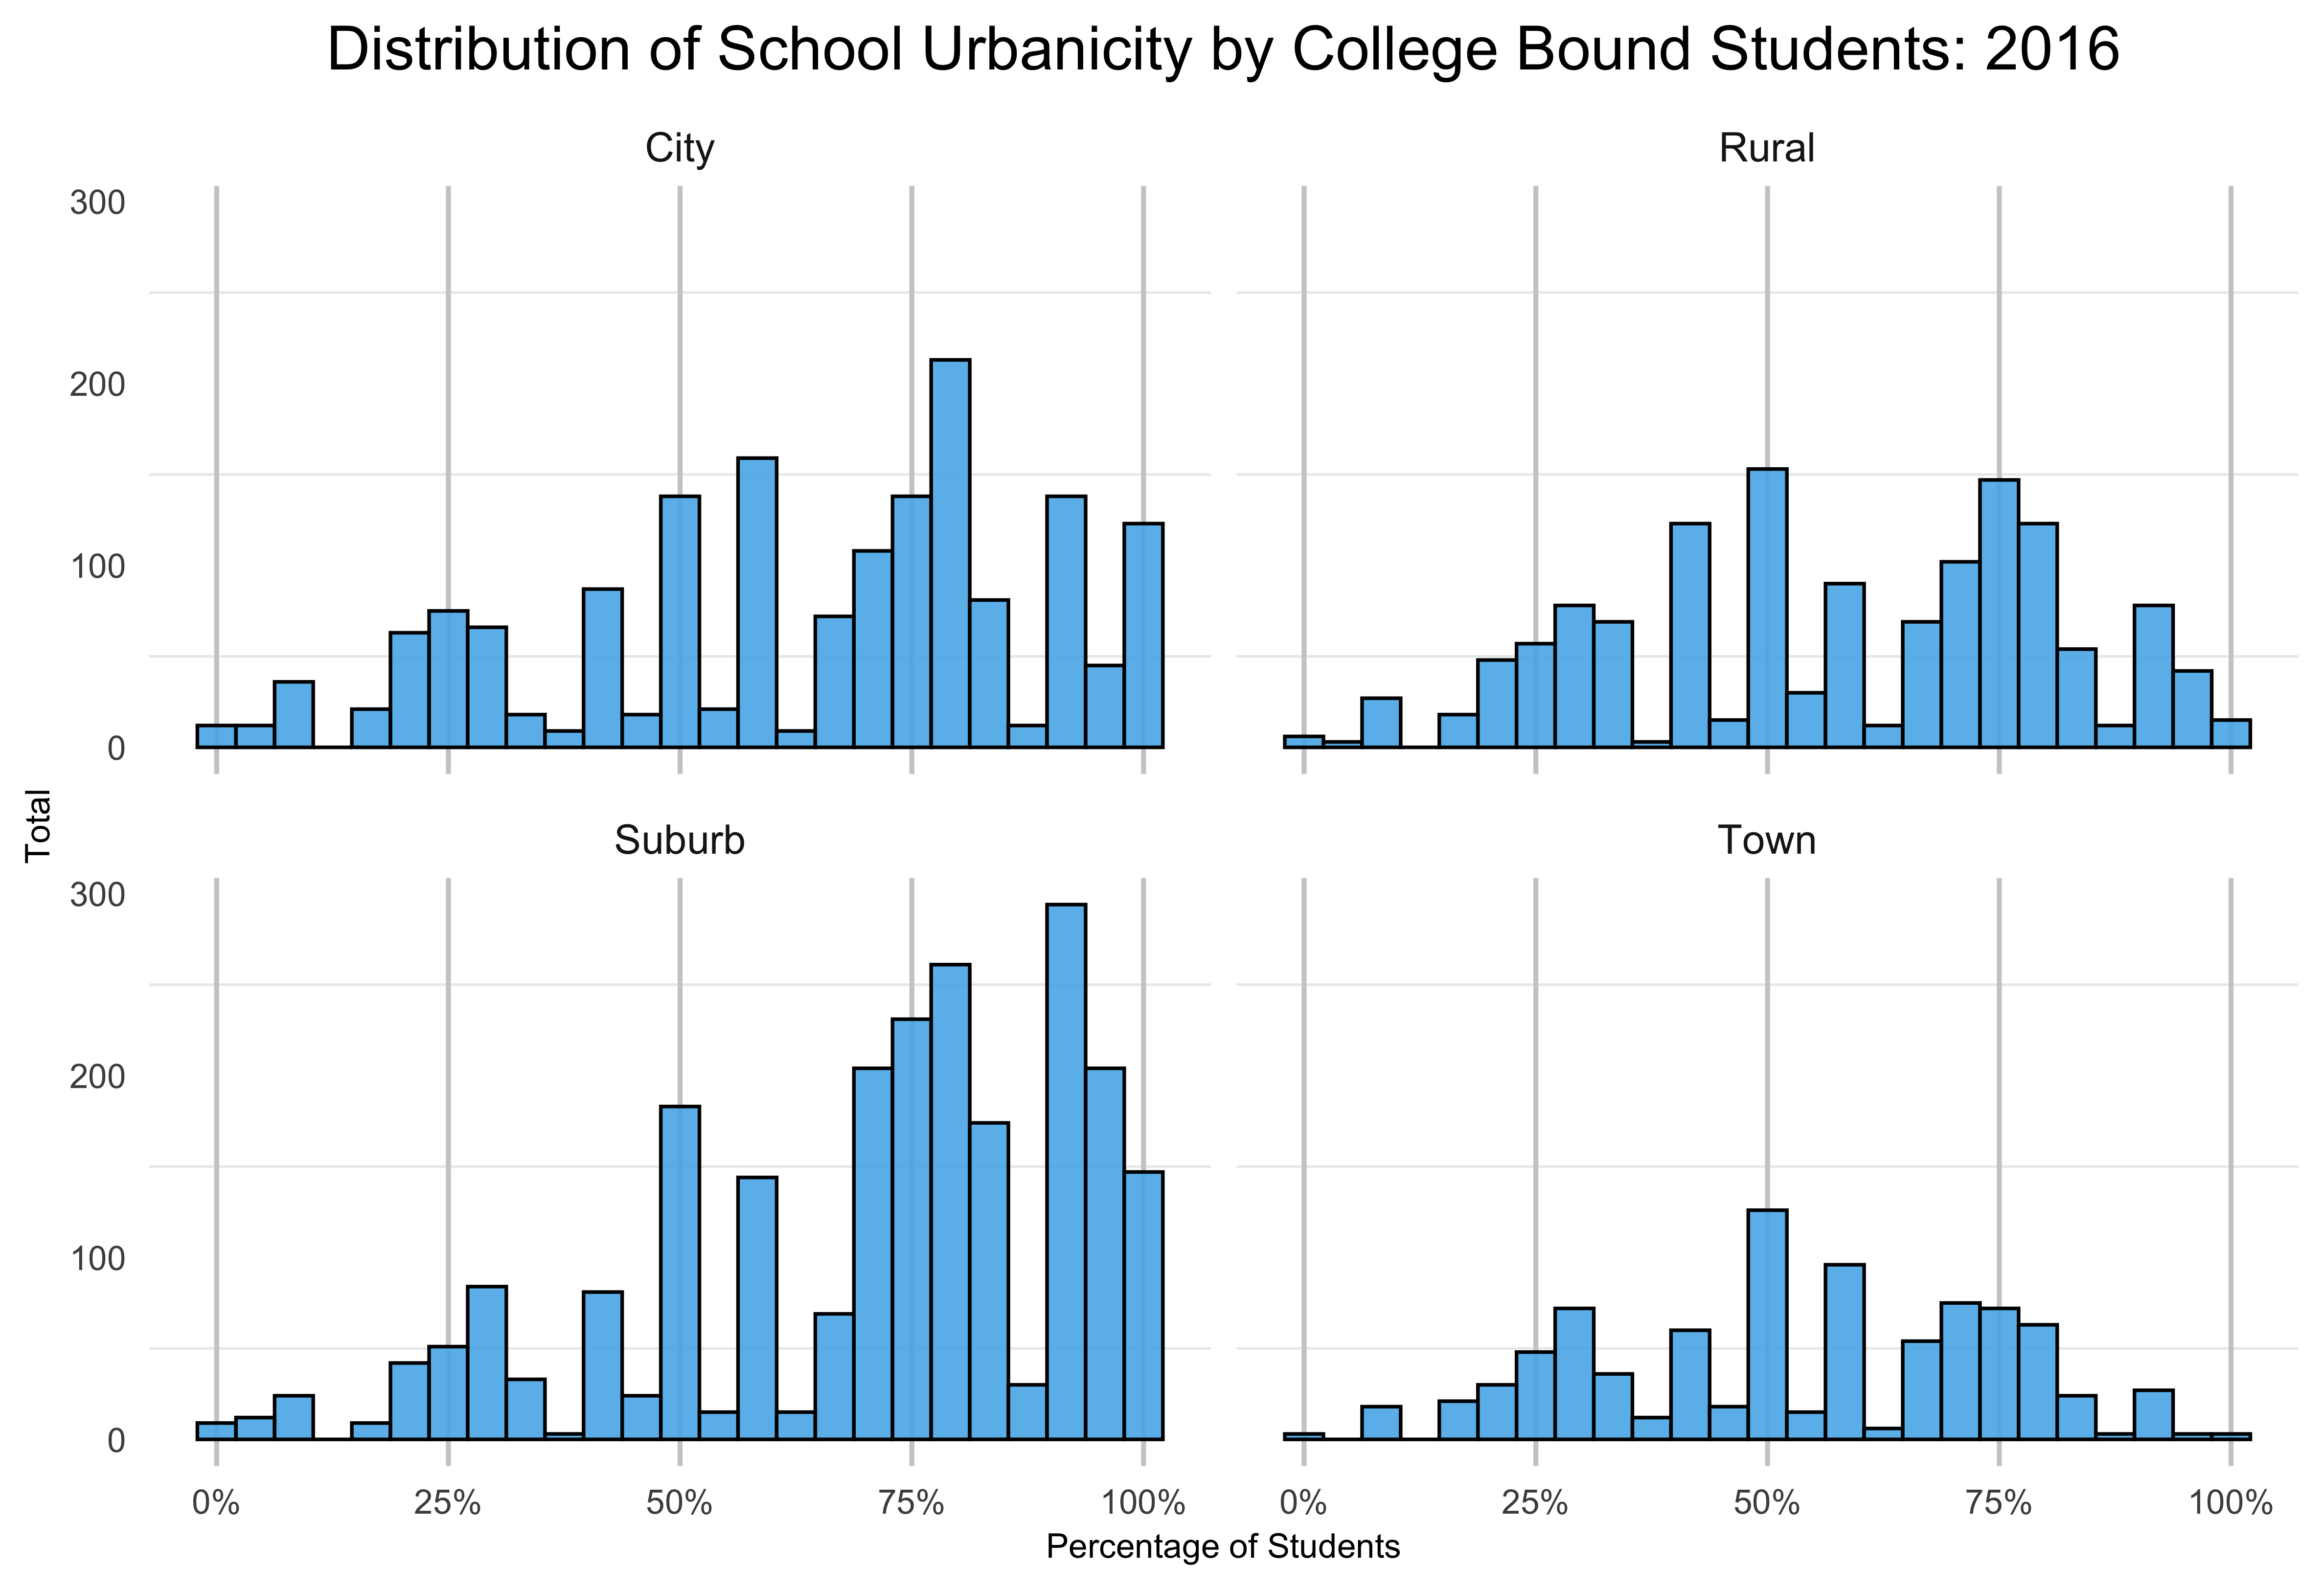 Distribution of School Urbanicity by College Bound Students: 2016
City
Rural
300
200
100
0
Total
Suburb
Town
300
200
100
0
0% 25% 50% 75% 100% 0% 25% 50% 75% 100%
Percentage of Students